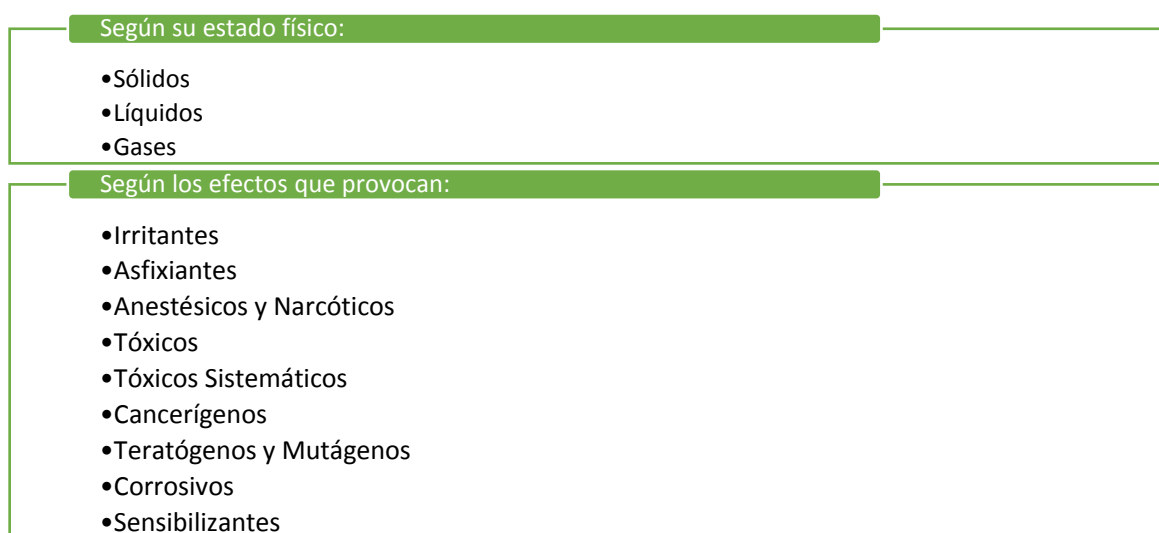 Según su estado físico:
•Sólidos
•Líquidos
•Gases
Según los efectos que provocan:
•Irritantes
•Asfixiantes
•Anestésicos y Narcóticos
•Tóxicos
•Tóxicos Sistemáticos
•Cancerígenos
•Teratógenos y Mutágenos
•Corrosivos
•Sensibilizantes